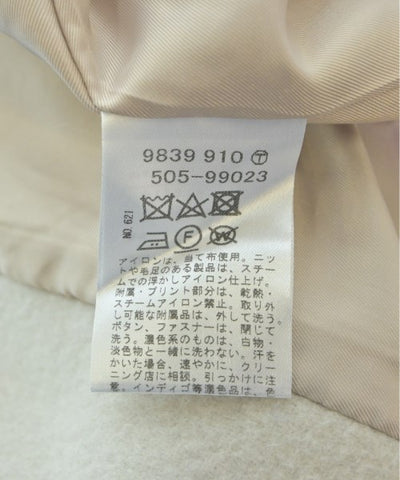 9839 910 Ⓣ
505-99023
NO.621
F
W
アイロンは、当て布使用。ニッ
トや毛足のある製品は、スチー
ムでの浮かしアイロン仕上げ。
附属・プリント部分は、乾熱・
スチームアイロン禁止。取り外
し可能な附属品は、外して洗う。
ボタン、ファスナーは、閉じて
洗う。濃色系のものは、白物・
淡色物と一緒に洗わない。汗を
かいた場合、速やかに、クリー
ニング店に相談。引っかけに注
意。インディゴ等濃色品は、色